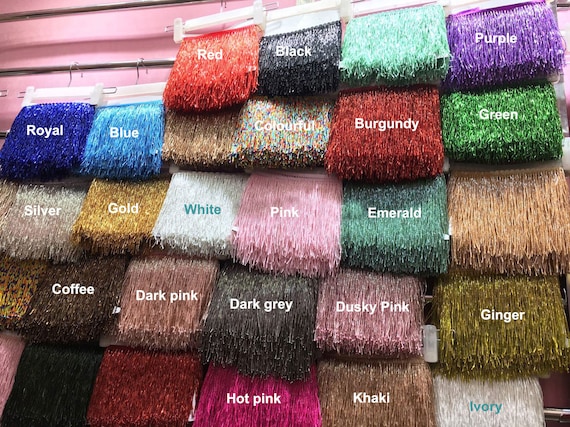 Red
Black
Purple
Royal
Blue
Colourful
Burgundy
Green
Silver
Gold
White
Pink
Emerald
Coffee
Dark pink
Dark grey
Dusky Pink
Ginger
Hot pink
Khaki
Ivory